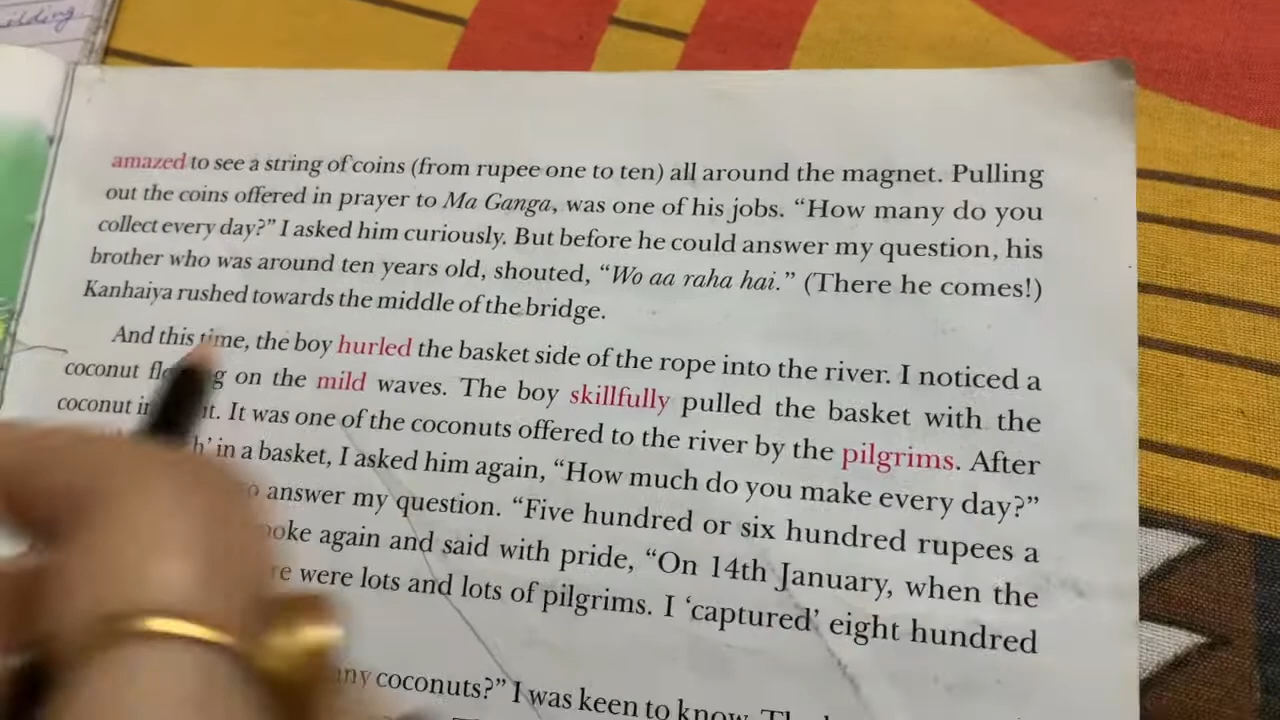 ilding.
amazed to see a string of coins (from rupee one to ten) all around the magnet. Pulling
out the coins offered in prayer to Ma Ganga, was one of his jobs. “How many do you
collect every day?” I asked him curiously. But before he could answer my question, his
brother who was around ten years old, shouted, “Wo aa raha hai.” (There he comes!)
Kanhaiya rushed towards the middle of the bridge.
And this time, the boy hurled the basket side of the rope into the river. I noticed a
coconut on the mild waves. The boy skillfully pulled the basket with the
coconut in it. It was one of the coconuts offered to the river by the pilgrims. After
in a basket, I asked him again, “How much do you make every day?”
answer my question. “Five hundred or six hundred rupees a
again and said with pride, “On 14th January, when the
were lots and lots of pilgrims. I ‘captured’ eight hundred
coconuts?” I was keen to know.